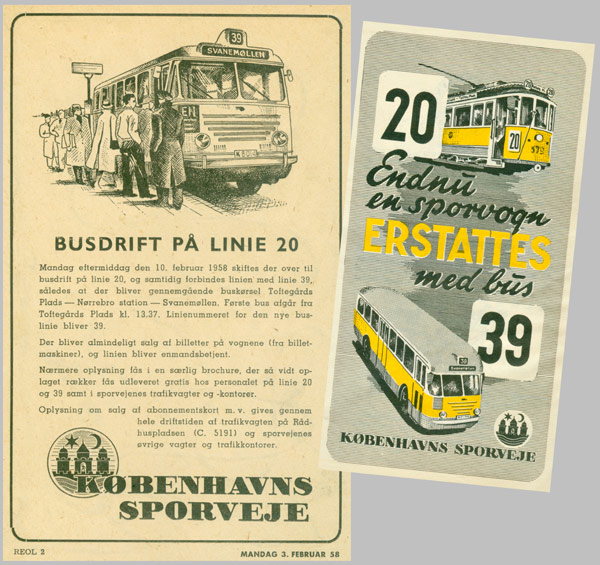 39
SVANEMØLLEN
BUSDRIFT PÅ LINIE 20
Mandag eftermiddag den 10. februar 1958 skiftes der over til
busdrift på linie 20, og samtidig forbindes linien med linie 39,
således at der bliver gennemgående buskørsel Toftegårds
Plads — Nørrebro station — Svanemøllen. Første bus afgår fra
Toftegårds Plads kl. 13.37. Linienummeret for den nye bus-
linie bliver 39.
Der bliver almindeligt salg af billetter på vognene (fra billet-
maskiner), og linien bliver enmandsbetjent.
Nærmere oplysning fås i en særlig brochure, der så vidt op-
laget rækker fås udleveret gratis hos personalet på linie 20
og 39 samt i sporvejenes trafikvagter og -kontorer.
Oplysning om salg af abonnementskort m. v. gives gennem
hele driftstiden af trafikvagten på Råd-
huspladsen (C. 5191) og sporvejenes
øvrige vagter og trafikkontorer.
KØBENHAVNS
SPORVEJE
REOL 2
MANDAG 3. FEBRUAR 58
20
20
579
Endnu
en sporvogn
ERSTATTES
med bus
39
39
SVANEMØLLEN
KØBENHAVNS SPORVEJE